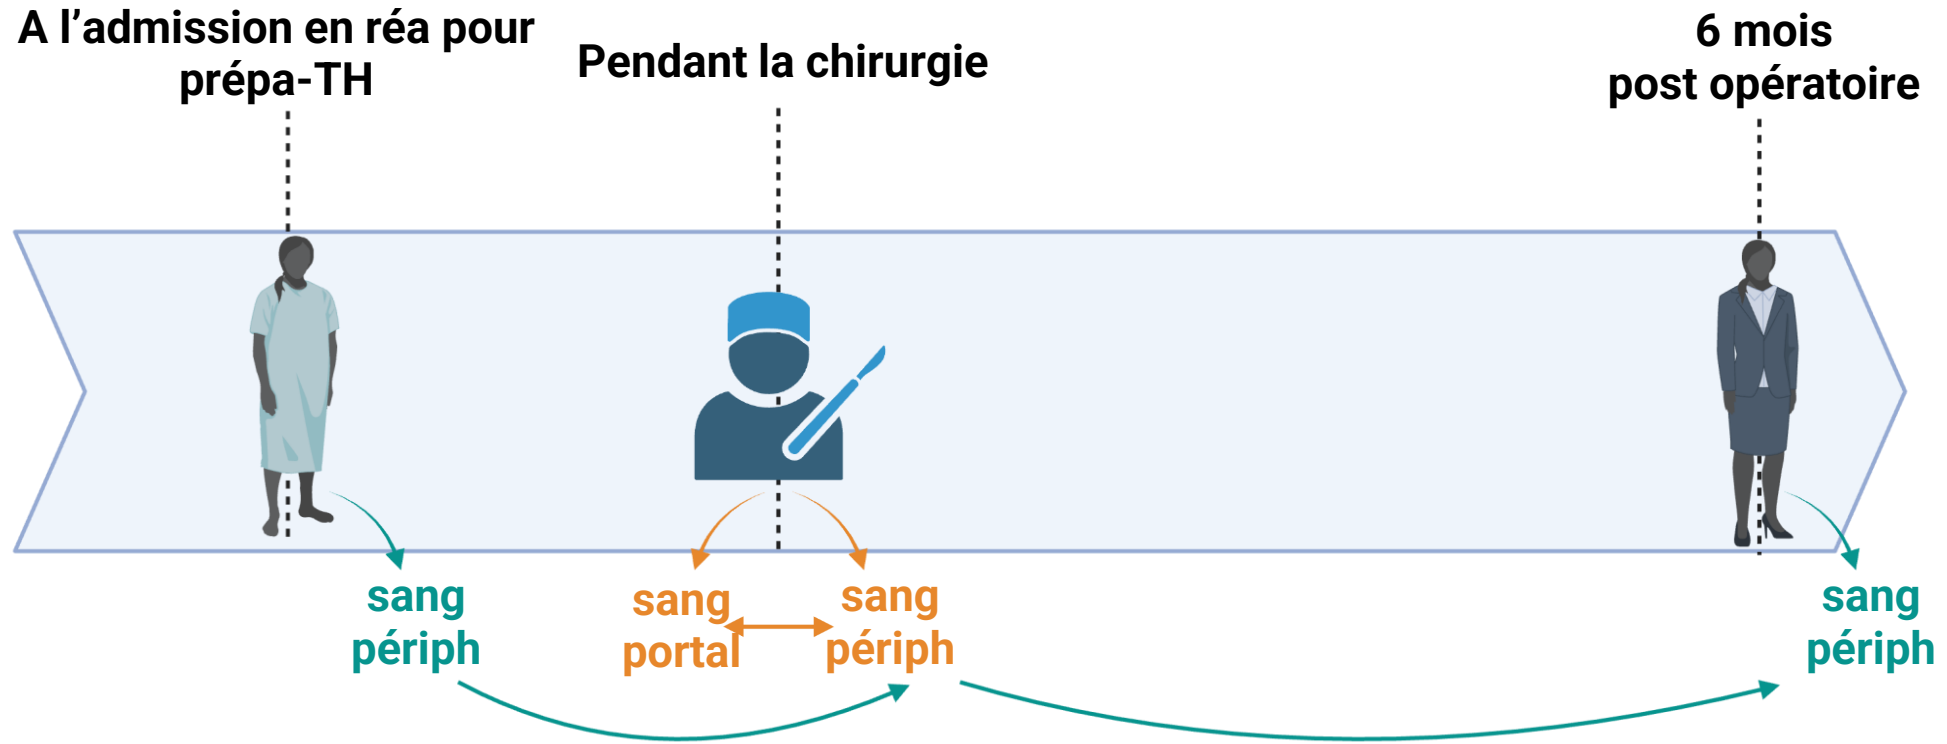 A l’admission en réa pour
prépa-TH
Pendant la chirurgie
6 mois
post opératoire
sang
périph
sang
portal
sang
périph
sang
périph